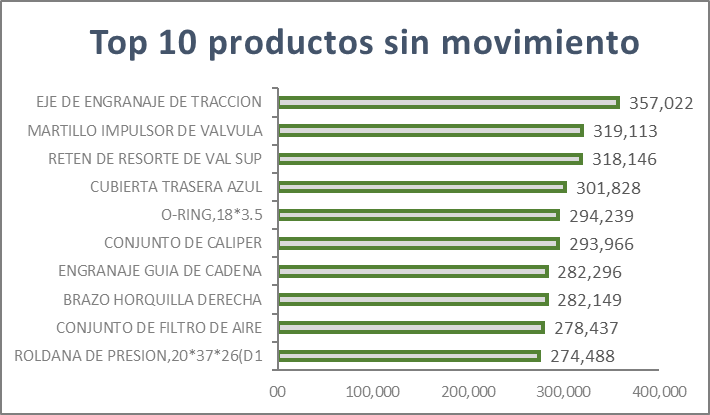 Top 10 productos sin movimiento
EJE DE ENGRANAJE DE TRACCION 357,022
MARTILLO IMPULSOR DE VALVULA 319,113
RETEN DE RESORTE DE VAL SUP 318,146
CUBIERTA TRASERA AZUL 301,828
O-RING,18*3.5 294,239
CONJUNTO DE CALIPER 293,966
ENGRANAJE GUIA DE CADENA 282,296
BRAZO HORQUILLA DERECHA 282,149
CONJUNTO DE FILTRO DE AIRE 278,437
ROLDANA DE PRESION,20*37*26(D1 274,488
00 100,000 200,000 300,000 400,000